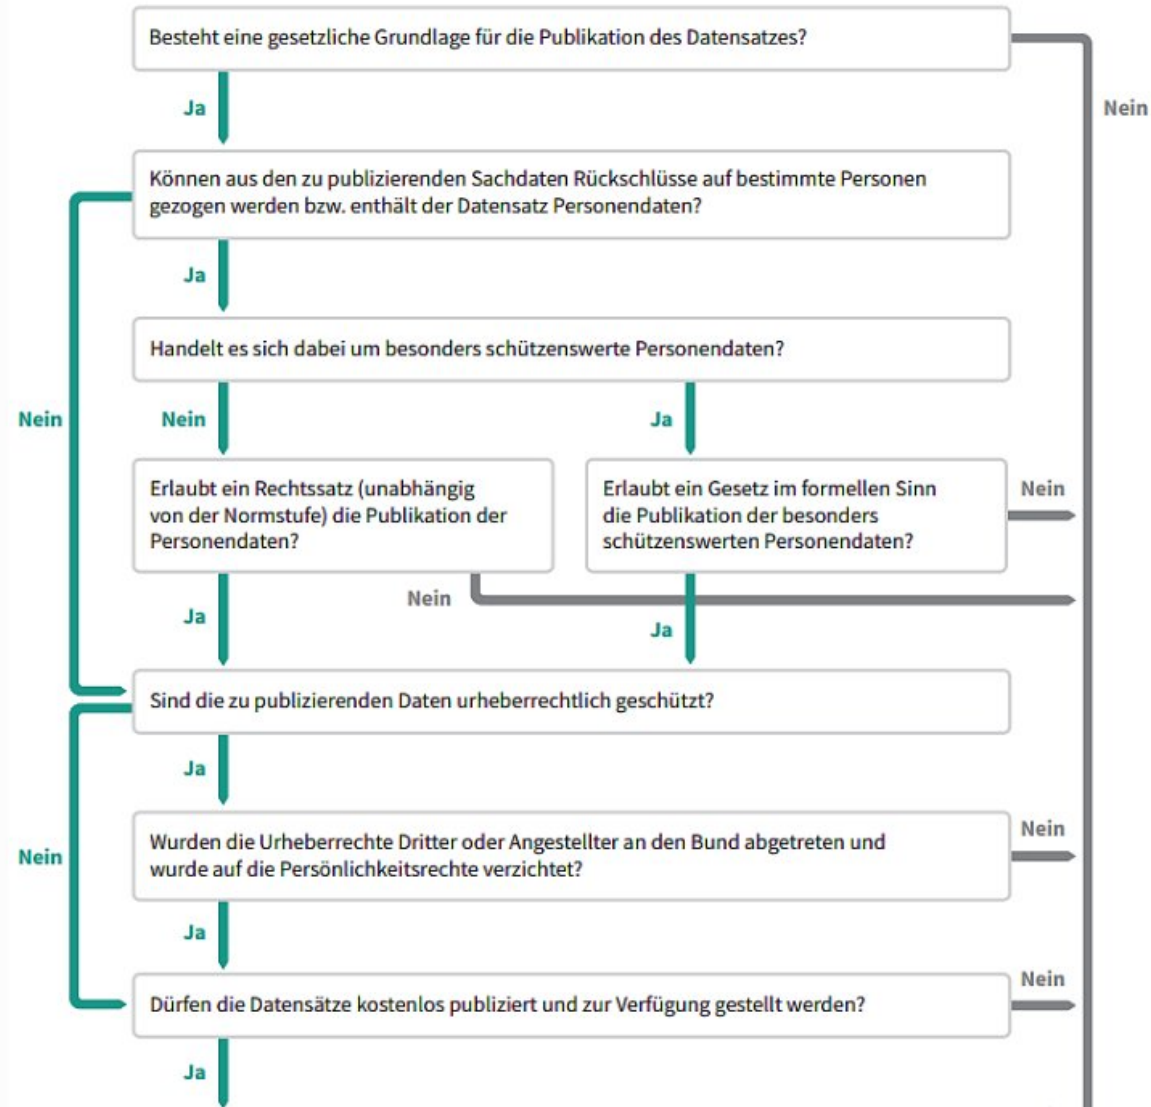 Besteht eine gesetzliche Grundlage für die Publikation des Datensatzes?
Ja
Nein
Können aus den zu publizierenden Sachdaten Rückschlüsse auf bestimmte Personen
gezogen werden bzw. enthält der Datensatz Personendaten?
Ja
Handelt es sich dabei um besonders schützenswerte Personendaten?
Nein
Nein
Ja
Erlaubt ein Rechtssatz (unabhängig
von der Normstufe) die Publikation der
Personendaten?
Erlaubt ein Gesetz im formellen Sinn
die Publikation der besonders
schützenswerten Personendaten?
Nein
Nein
Ja
Ja
Sind die zu publizierenden Daten urheberrechtlich geschützt?
Ja
Nein
Wurden die Urheberrechte Dritter oder Angestellter an den Bund abgetreten und
wurde auf die Persönlichkeitsrechte verzichtet?
Nein
Ja
Dürfen die Datensätze kostenlos publiziert und zur Verfügung gestellt werden?
Nein
Ja